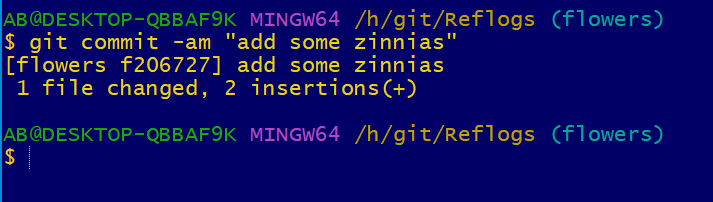 AB@DESKTOP-QBBAF9K MINGW64 /h/git/Reflogs (flowers)
$ git commit -am "add some zinnias"
[flowers f206727] add some zinnias
 1 file changed, 2 insertions(+)

AB@DESKTOP-QBBAF9K MINGW64 /h/git/Reflogs (flowers)
$